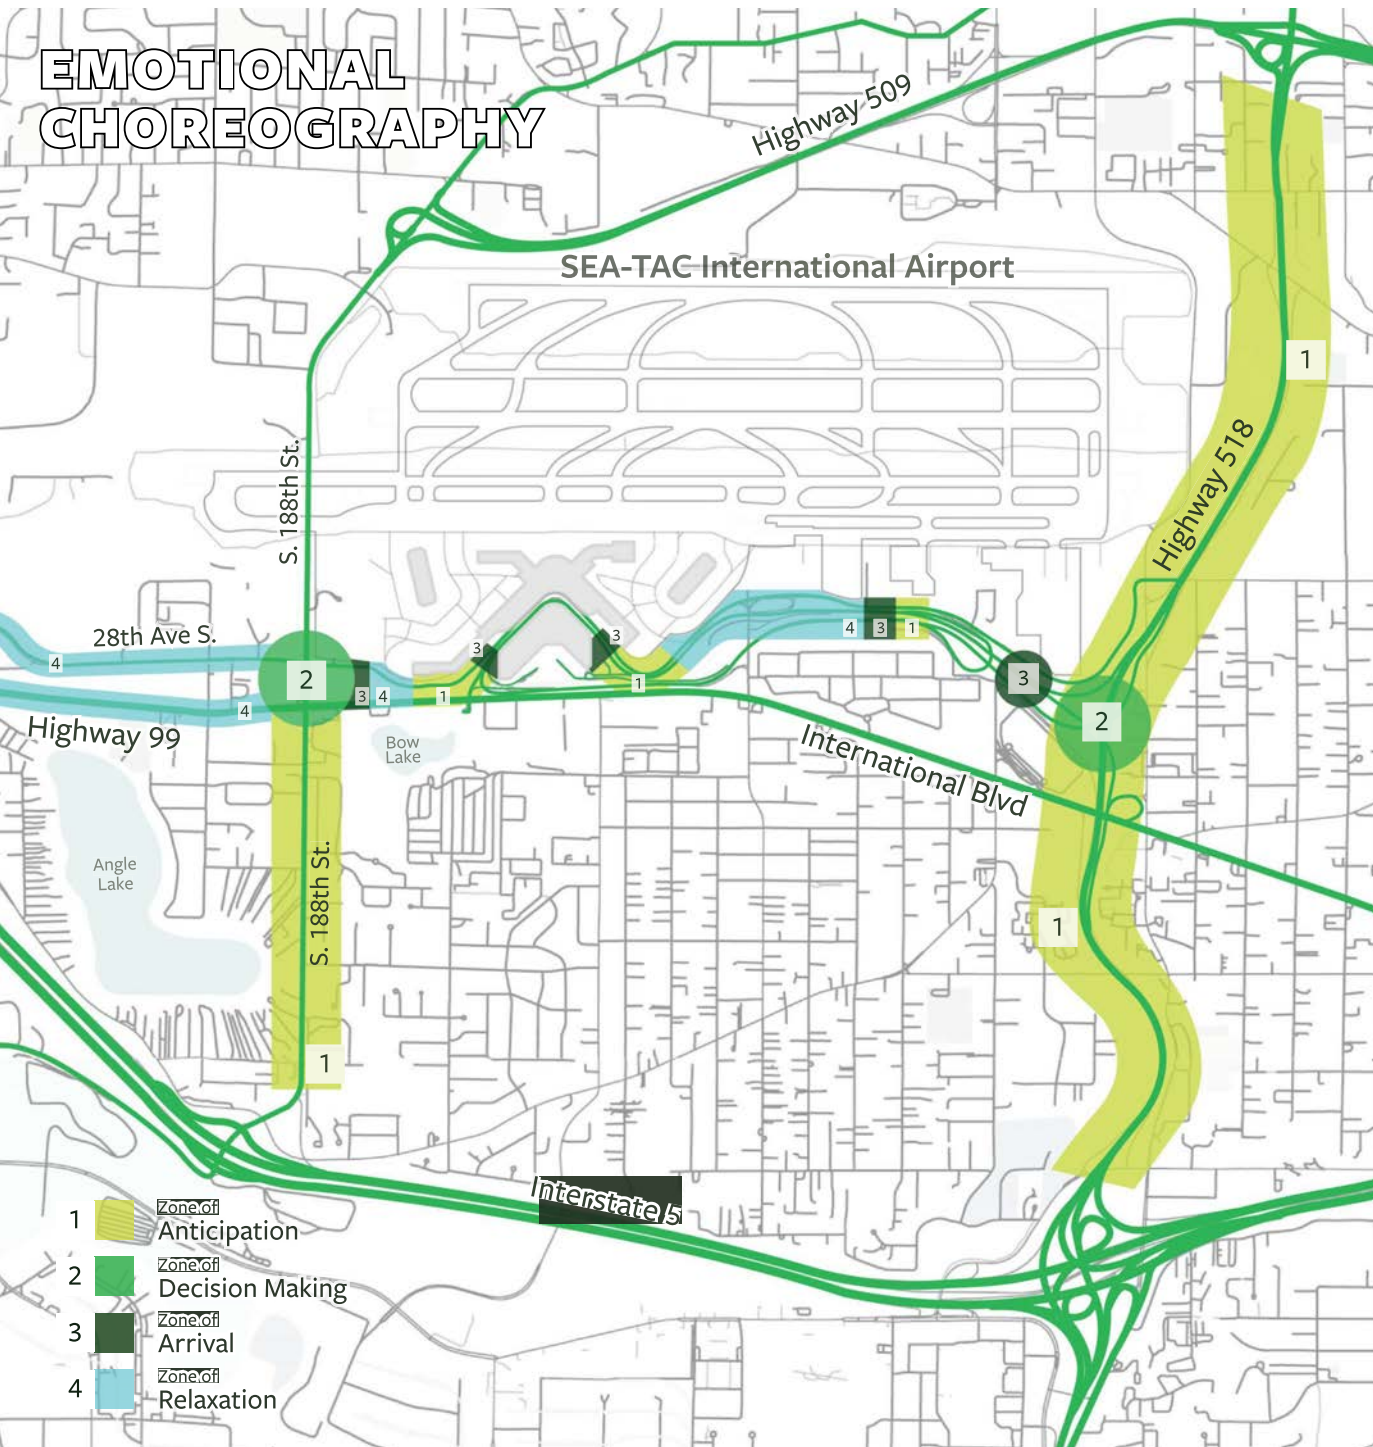 EMOTIONAL
CHOREOGRAPHY
Highway 509
SEA-TAC International Airport
1
Highway 518
S. 188th St.
28th Ave S.
4
2
3
4
4
Highway 99
1
3
3
1
4
3
1
3
2
Bow
Lake
International Blvd
Angle
Lake
S. 188th St.
1
1
Interstate 5
1
Zone of
Anticipation
2
Zone of
Decision Making
3
Zone of
Arrival
4
Zone of
Relaxation